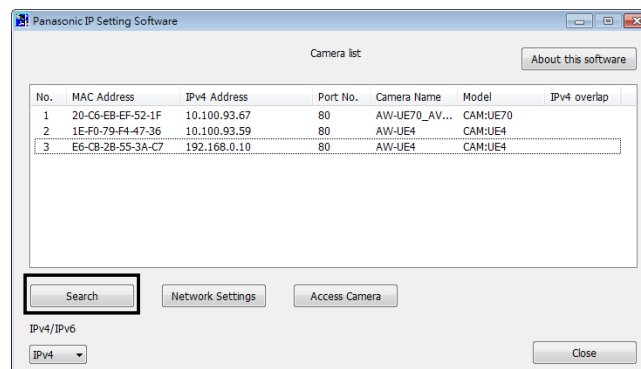 Panasonic IP Setting Software
Camera list
About this software
No. MAC Address IPv4 Address Port No. Camera Name Model IPv4 overlap
1 20-C6-EB-EF-52-1F 10.100.93.67 80 AW-UE70_AV... CAM:UE70
2 1E-F0-79-F4-47-36 10.100.93.59 80 AW-UE4 CAM:UE4
3 E6-CB-2B-55-3A-C7 192.168.0.10 80 AW-UE4 CAM:UE4
Search Network Settings Access Camera
IPv4/IPv6
IPv4 Close